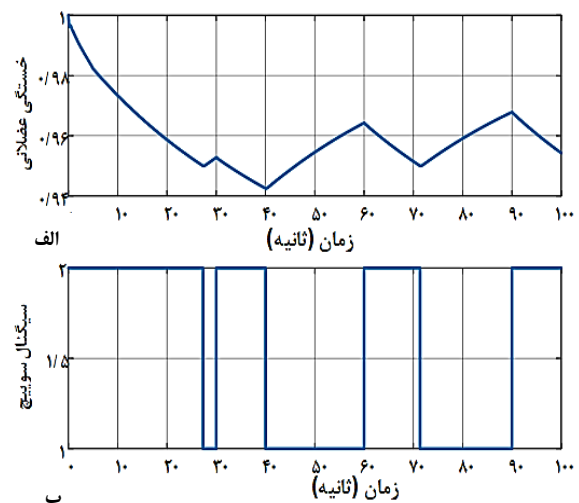 خستگی عضلانی
۱
۰/۹۸
۰/۹۶
۰/۹۴
۱۰ ۲۰ ۳۰ ۴۰ ۵۰ ۶۰ ۷۰ ۸۰ ۹۰ ۱۰۰
زمان (ثانیه)
الف
سیگنال سوییچ
۲
۱/۵
۱
۰ ۱۰ ۲۰ ۳۰ ۴۰ ۵۰ ۶۰ ۷۰ ۸۰ ۹۰ ۱۰۰
زمان (ثانیه)
ب